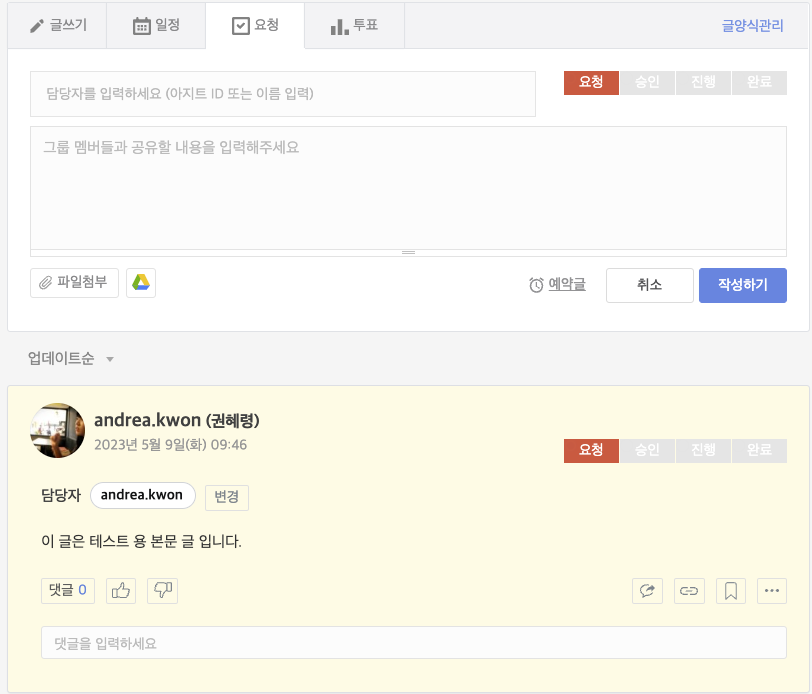 글쓰기 일정 요청 투표 글양식관리
담당자를 입력하세요 (아지트 ID 또는 이름 입력) 요청 승인 진행 완료
그룹 멤버들과 공유할 내용을 입력해주세요
파일첨부 예약글 취소 작성하기
업데이트순
andrea.kwon (권혜령)
2023년 5월 9일(화) 09:46
요청 승인 진행 완료
담당자 andrea.kwon 변경
이 글은 테스트 용 본문 글 입니다.
댓글 0
댓글을 입력하세요